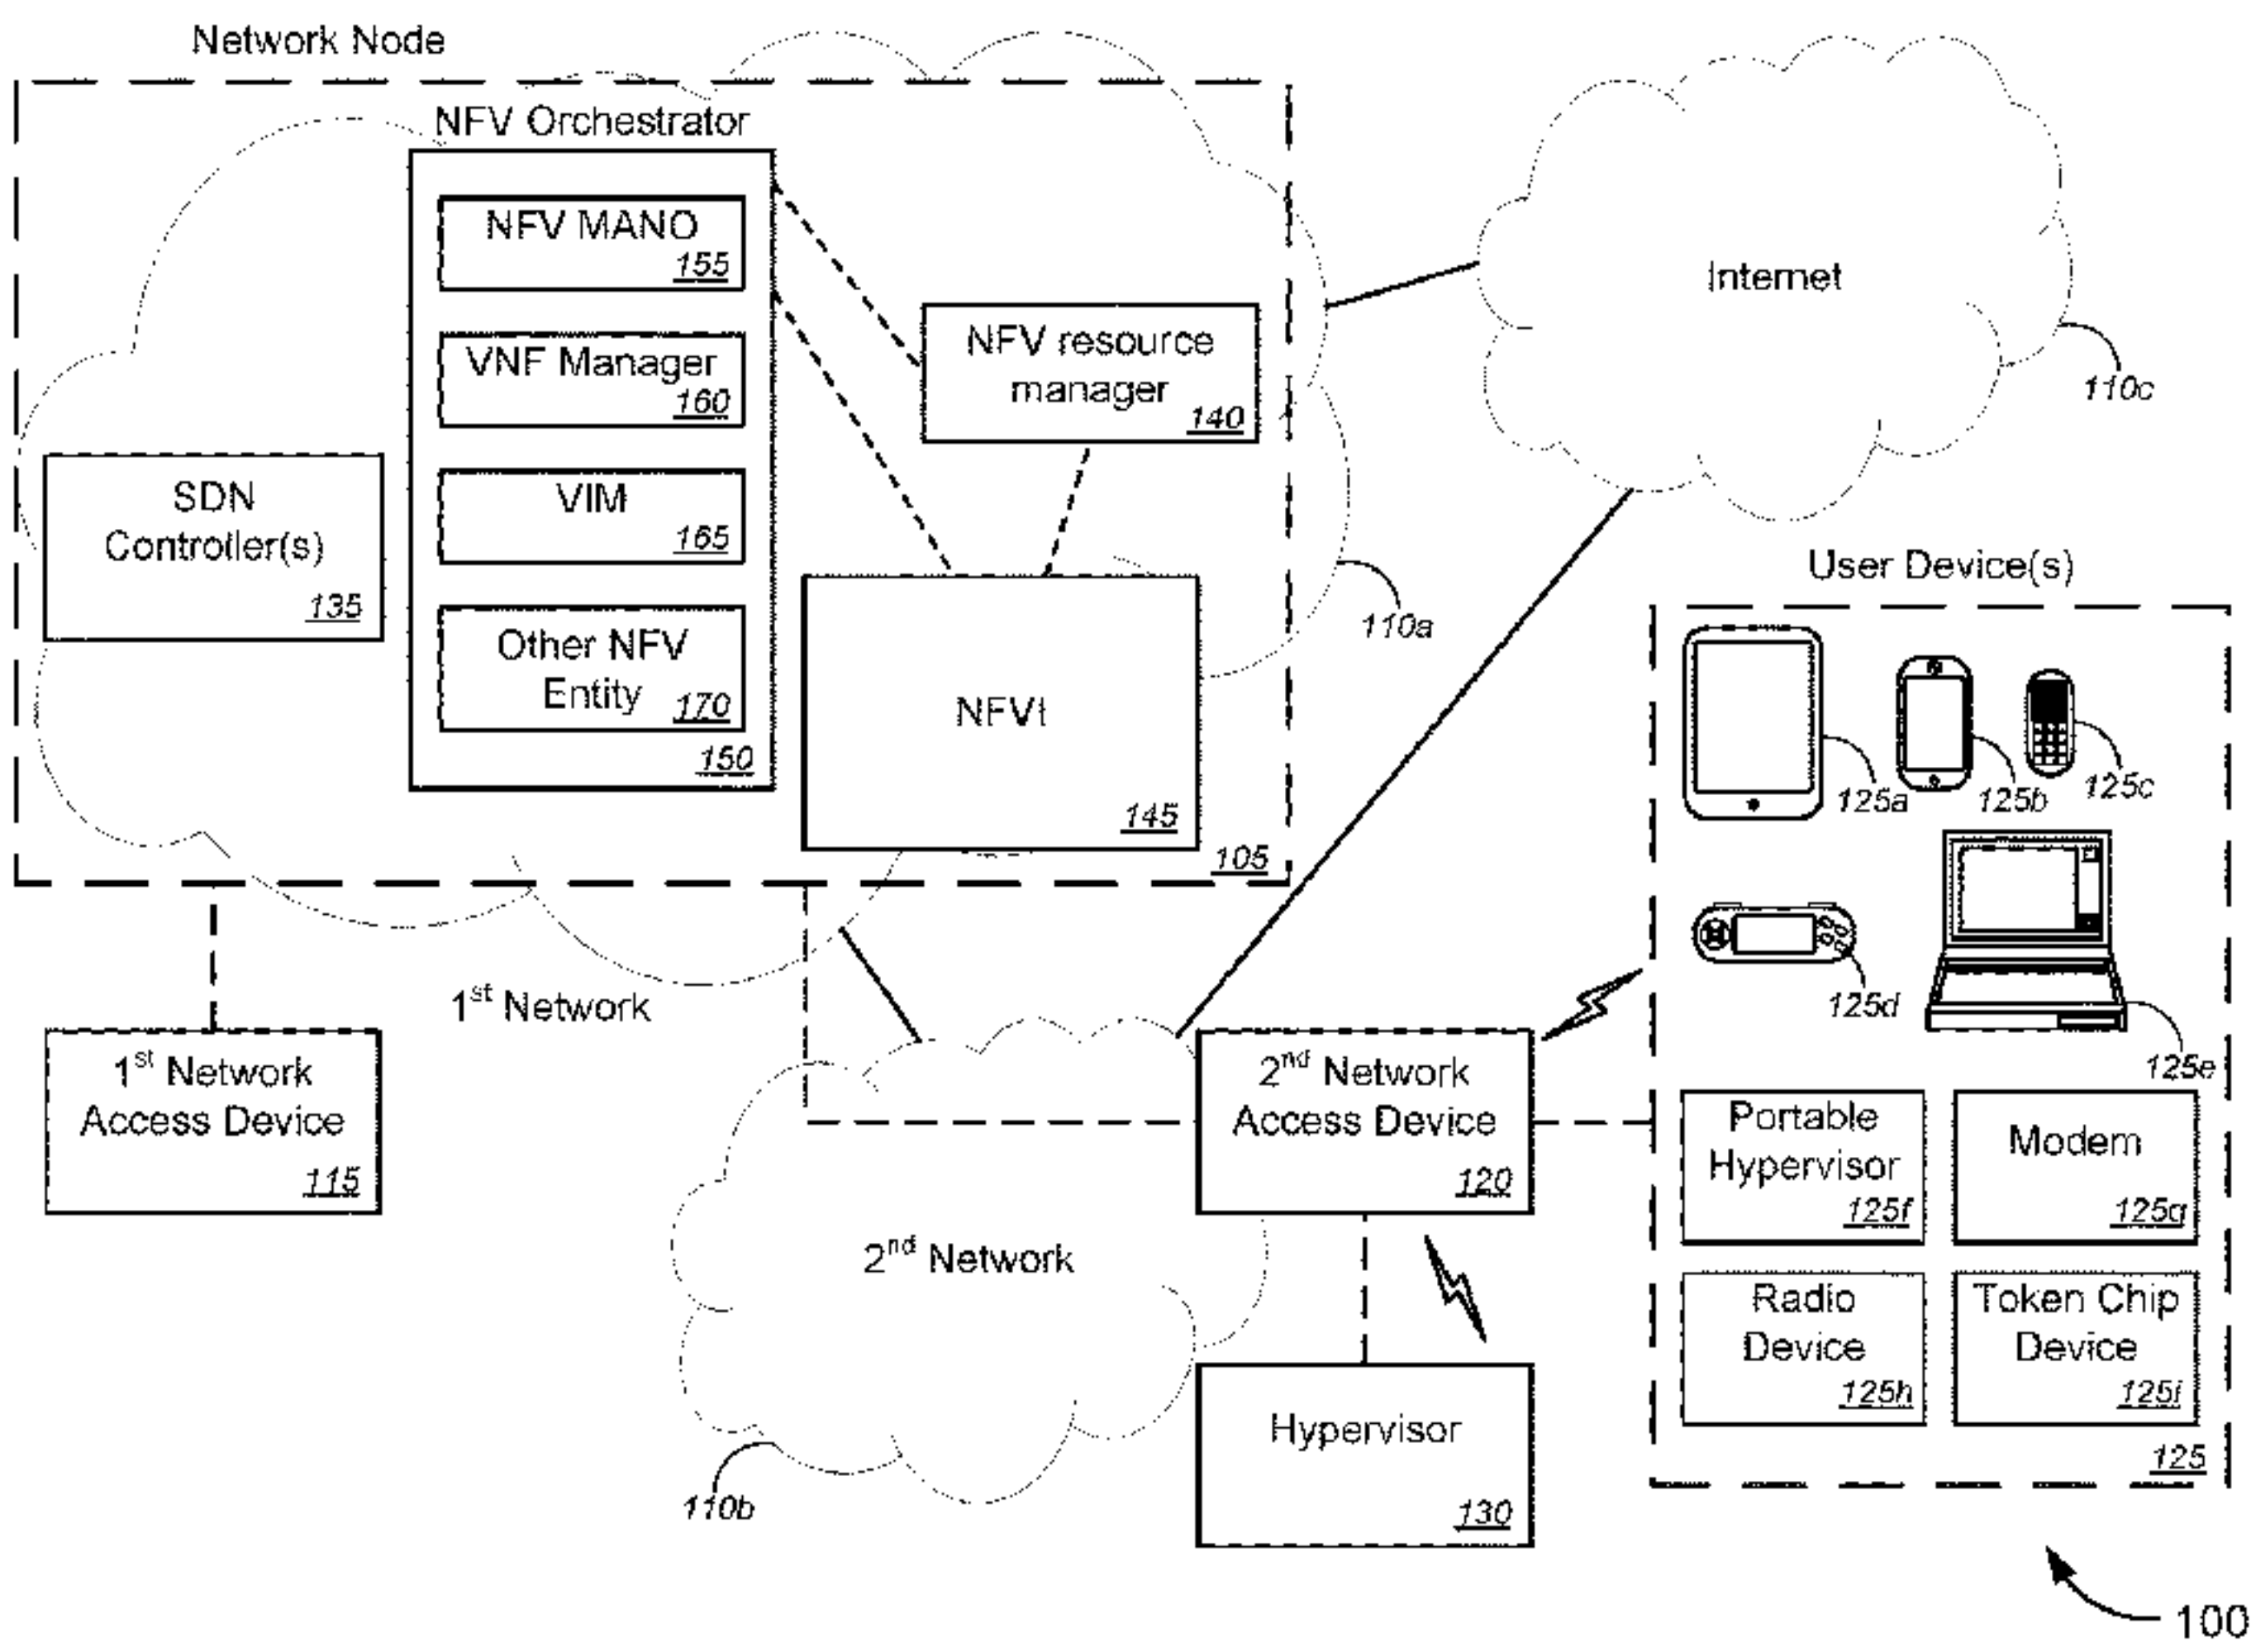 Network Node
NFV Orchestrator
NFV MANO
155
VNF Manager
160
VIM
165
Other NFV
Entity
170
150
SDN
Controller(s)
135
NFV resource
manager
140
NFVI
145
105
Internet
110c
110a
1st Network
1st Network
Access Device
115
2nd Network
Access Device
120
2nd Network
110b
Hypervisor
130
User Device(s)
125a
125b
125c
125d
125e
Portable
Hypervisor
125f
Modem
125g
Radio
Device
125h
Token Chip
Device
125i
125
100